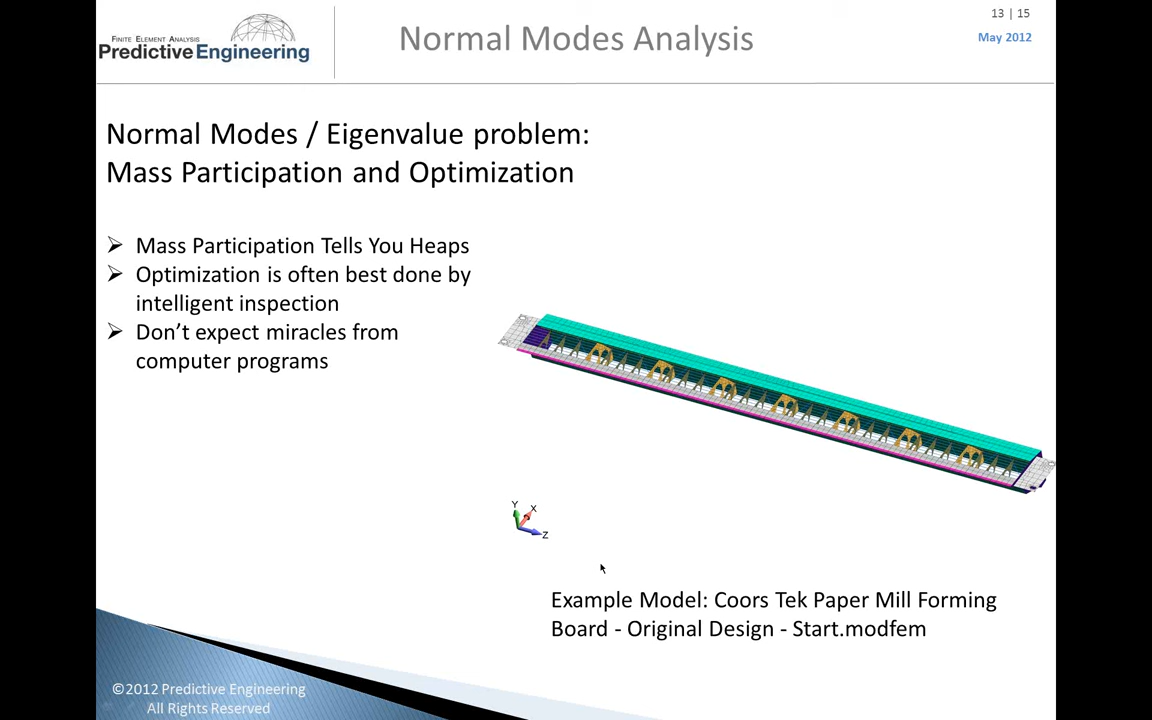 FINITE ELEMENT ANALYSIS
Predictive Engineering
Normal Modes Analysis
13 | 15
May 2012
Normal Modes / Eigenvalue problem:
Mass Participation and Optimization
Mass Participation Tells You Heaps
Optimization is often best done by
intelligent inspection
Don’t expect miracles from
computer programs
Y
X
Z
Example Model: Coors Tek Paper Mill Forming
Board - Original Design - Start.modfem
©2012 Predictive Engineering
All Rights Reserved